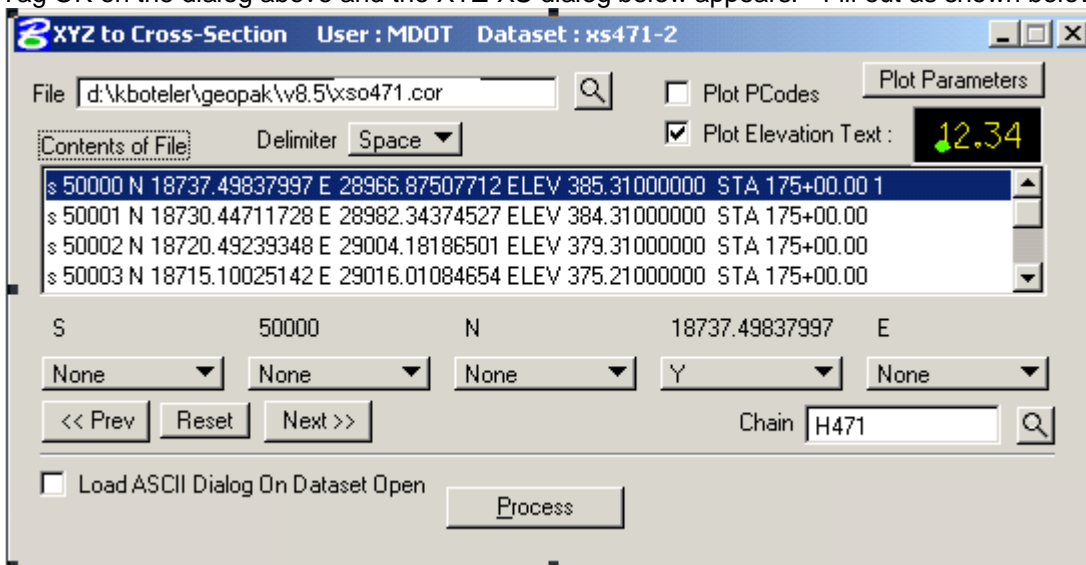 Tag OK on the dialog above and the XYZ XS dialog below appears. Fill out as shown below
XYZ to Cross-Section User : MDOT Dataset : xs471-2
File d:\kboteler\geopak\v8.5\xso471.cor
Plot PCodes
Plot Parameters
Contents of File
Delimiter Space
Plot Elevation Text :
12.34
s 50000 N 18737.49837997 E 28966.87507712 ELEV 385.31000000 STA 175+00.00 1
s 50001 N 18730.44711728 E 28982.34374527 ELEV 384.31000000 STA 175+00.00
s 50002 N 18720.49239348 E 29004.18186501 ELEV 379.31000000 STA 175+00.00
s 50003 N 18715.10025142 E 29016.01084654 ELEV 375.21000000 STA 175+00.00
S 50000 N 18737.49837997 E
None None None Y None
<< Prev Reset Next >> Chain H471
Load ASCII Dialog On Dataset Open
Process